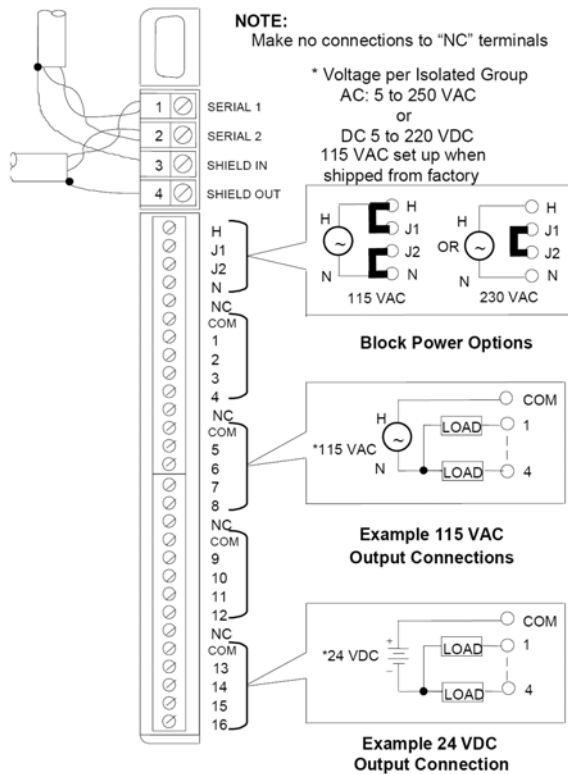 NOTE:
Make no connections to “NC” terminals
* Voltage per Isolated Group
AC: 5 to 250 VAC
or
DC 5 to 220 VDC
115 VAC set up when
shipped from factory
1 SERIAL 1
2 SERIAL 2
3 SHIELD IN
4 SHIELD OUT
H
J1
J2
N
NC
COM
1
2
3
4
NC
COM
5
6
7
8
NC
COM
9
10
11
12
NC
COM
13
14
15
16
H
~
N
H
J1
J2
N
115 VAC
OR
H
~
N
H
J1
J2
N
230 VAC
Block Power Options
COM
H
*115 VAC
~
N
LOAD
1
LOAD
4
Example 115 VAC
Output Connections
COM
+
*24 VDC
−
LOAD
1
LOAD
4
Example 24 VDC
Output Connection